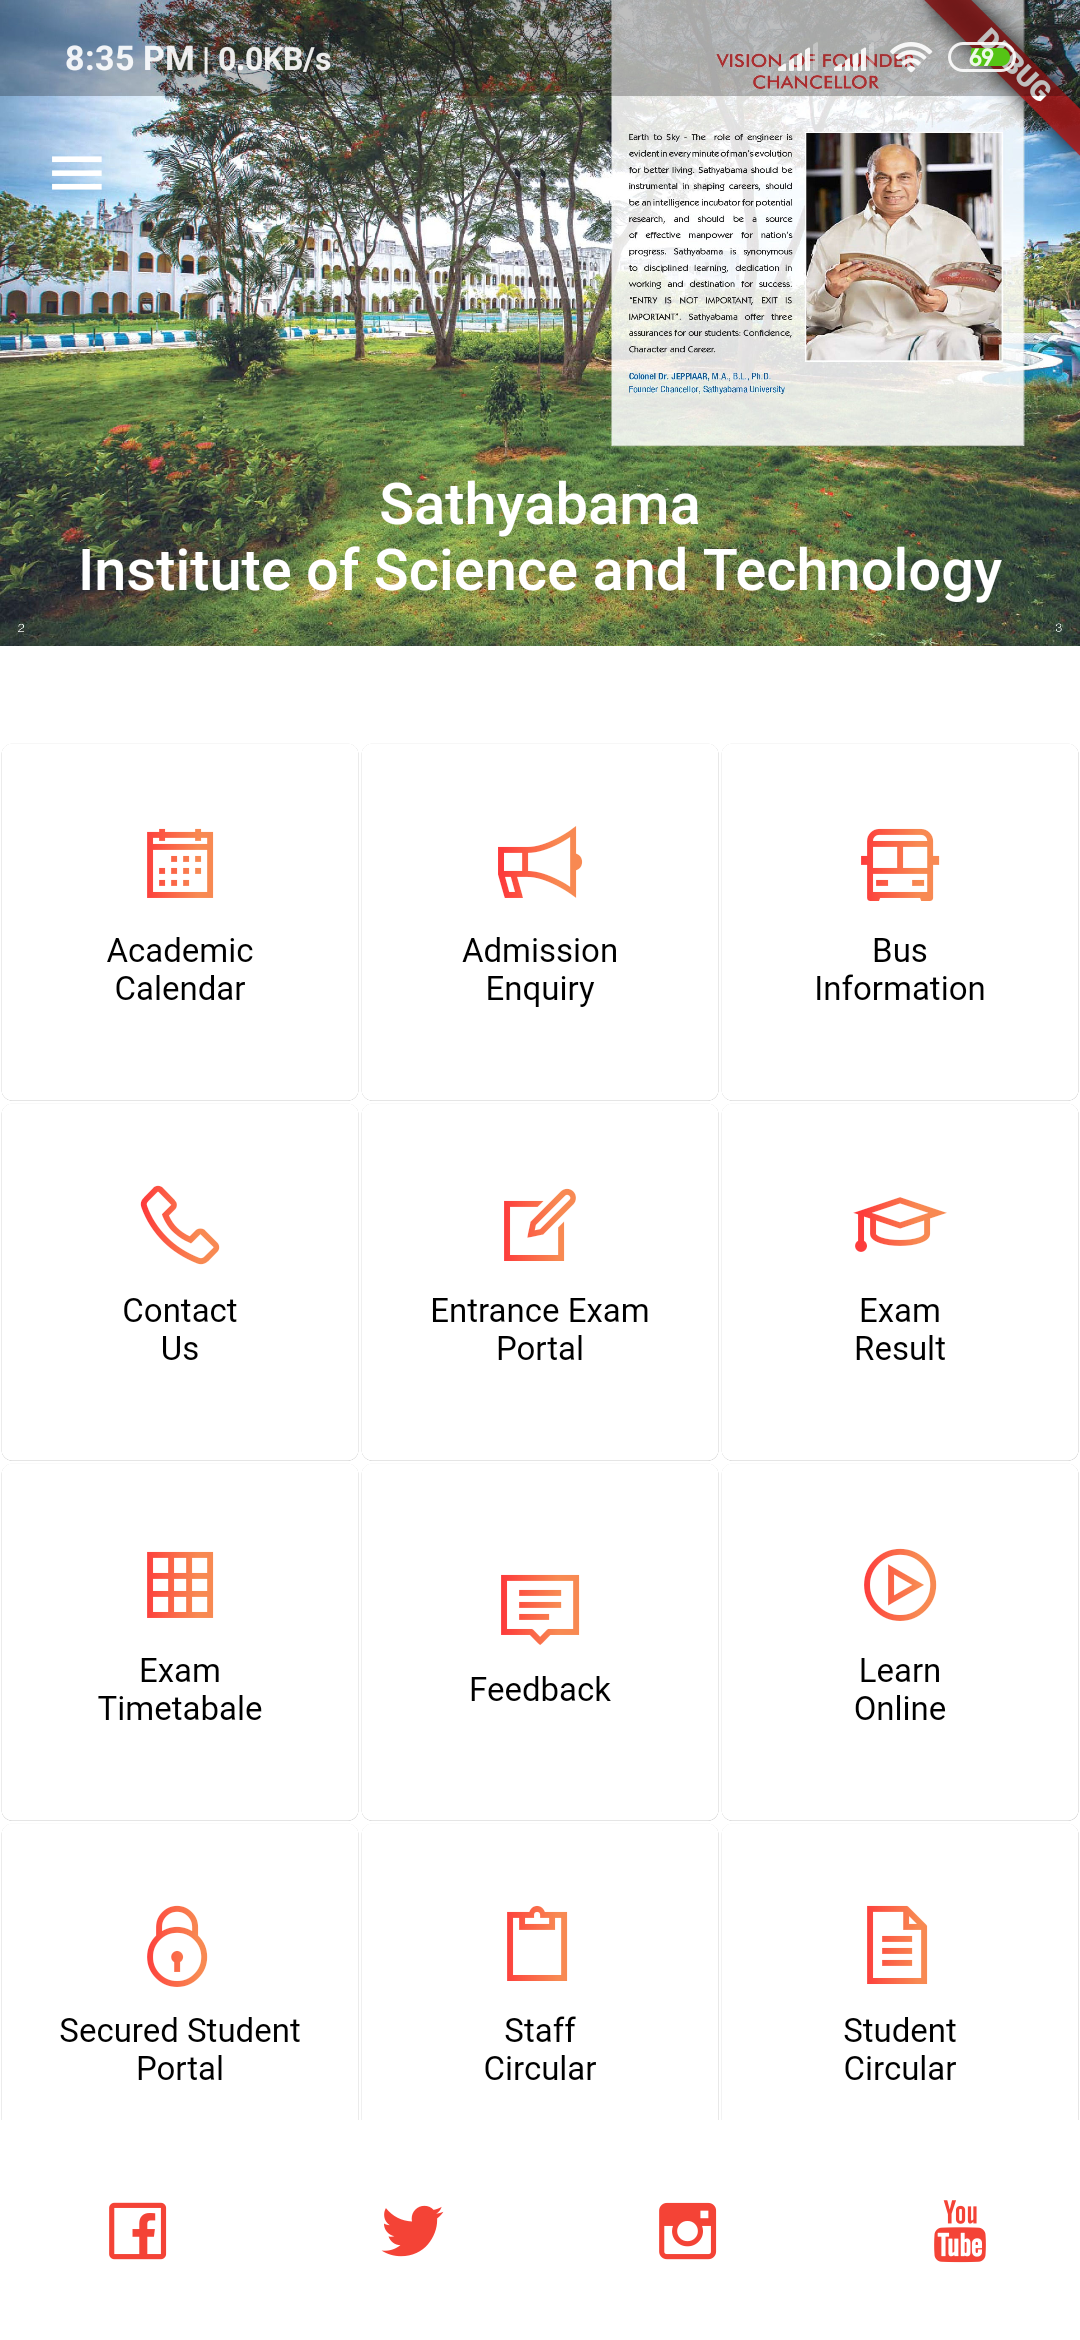 8:35 PM | 0.0KB/s
69
DEBUG
VISION OF FOUNDER
CHANCELLOR
Earth to Sky - The role of engineer is
evident in every minute of man's evolution
for better living. Sathyabama should be
instrumental in shaping careers, should
be an intelligence incubator for potential
research, and should be a source
of effective manpower for nation's
progress. Sathyabama is synonymous
to disciplined learning, dedication in
working and destination for success.
"ENTRY IS NOT IMPORTANT, EXIT IS
IMPORTANT". Sathyabama offer three
assurances for our students: Confidence,
Character and Career.
Colonel Dr. JEPPIAAR, M.A., B.L., Ph.D.
Founder Chancellor, Sathyabama University
Sathyabama
Institute of Science and Technology
2
3
Academic
Calendar
Admission
Enquiry
Bus
Information
Contact
Us
Entrance Exam
Portal
Exam
Result
Exam
Timetabale
Feedback
Learn
Online
Secured Student
Portal
Staff
Circular
Student
Circular
You
Tube